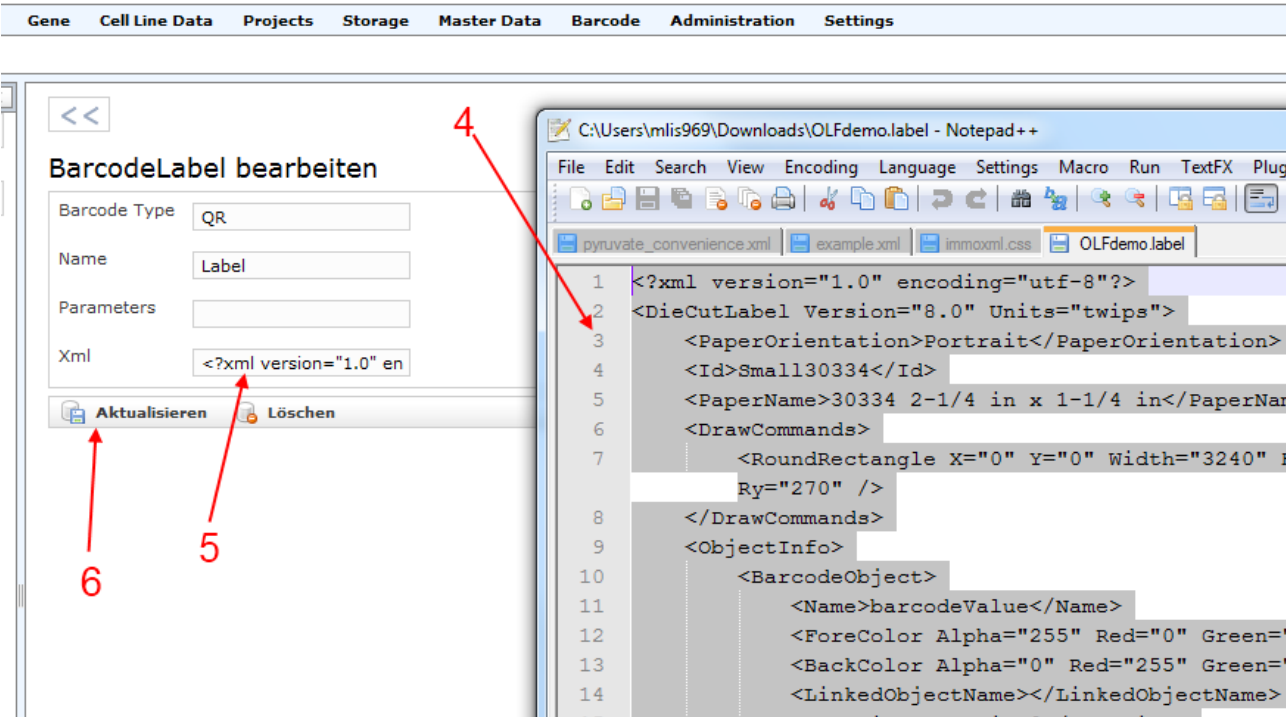 Gene Cell Line Data Projects Storage Master Data Barcode Administration Settings
<<
BarcodeLabel bearbeiten
Barcode Type QR
Name Label
Parameters
Xml <?xml version="1.0" en
Aktualisieren Löschen
4
5
6
C:\Users\mlis969\Downloads\OLFdemo.label - Notepad++
File Edit Search View Encoding Language Settings Macro Run TextFX Plug
pyruvate_convenience.xml example.xml immoxml.css OLFdemo.label
1 <?xml version="1.0" encoding="utf-8"?>
2 <DieCutLabel Version="8.0" Units="twips">
3 <PaperOrientation>Portrait</PaperOrientation>
4 <Id>Small30334</Id>
5 <PaperName>30334 2-1/4 in x 1-1/4 in</PaperNam
6 <DrawCommands>
7 <RoundRectangle X="0" Y="0" Width="3240"
Ry="270" />
8 </DrawCommands>
9 <ObjectInfo>
10 <BarcodeObject>
11 <Name>barcodeValue</Name>
12 <ForeColor Alpha="255" Red="0" Green="
13 <BackColor Alpha="0" Red="255" Green="
14 <LinkedObjectName></LinkedObjectName>